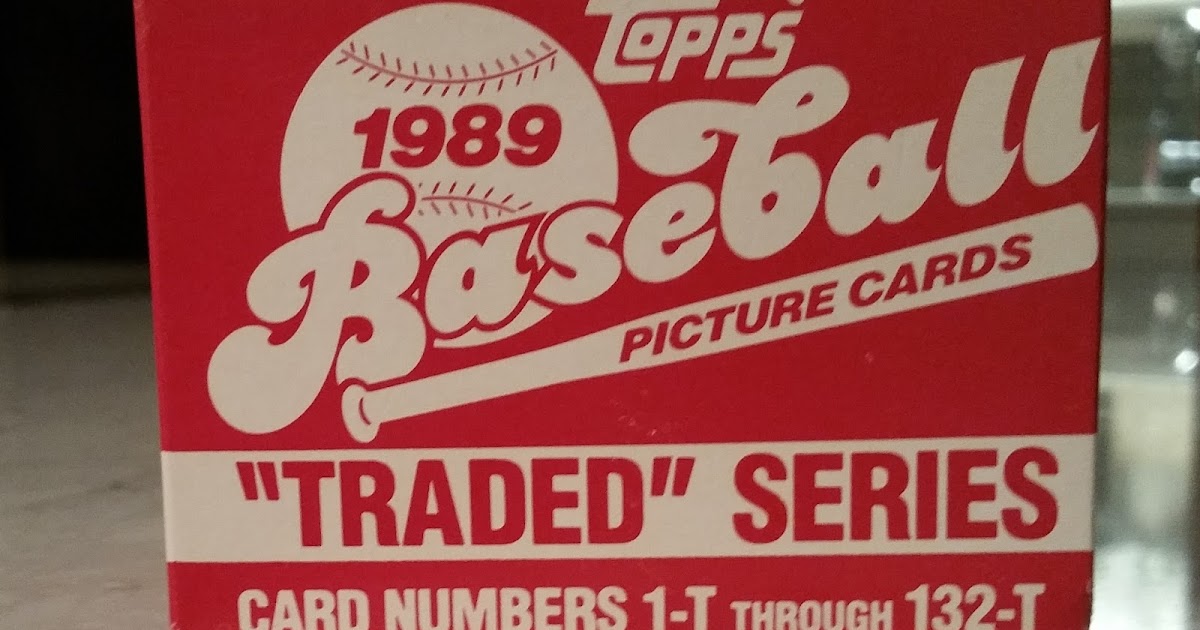 Topps
1989
Baseball
PICTURE CARDS
"TRADED" SERIES
CARD NUMBERS 1-T THROUGH 132-T